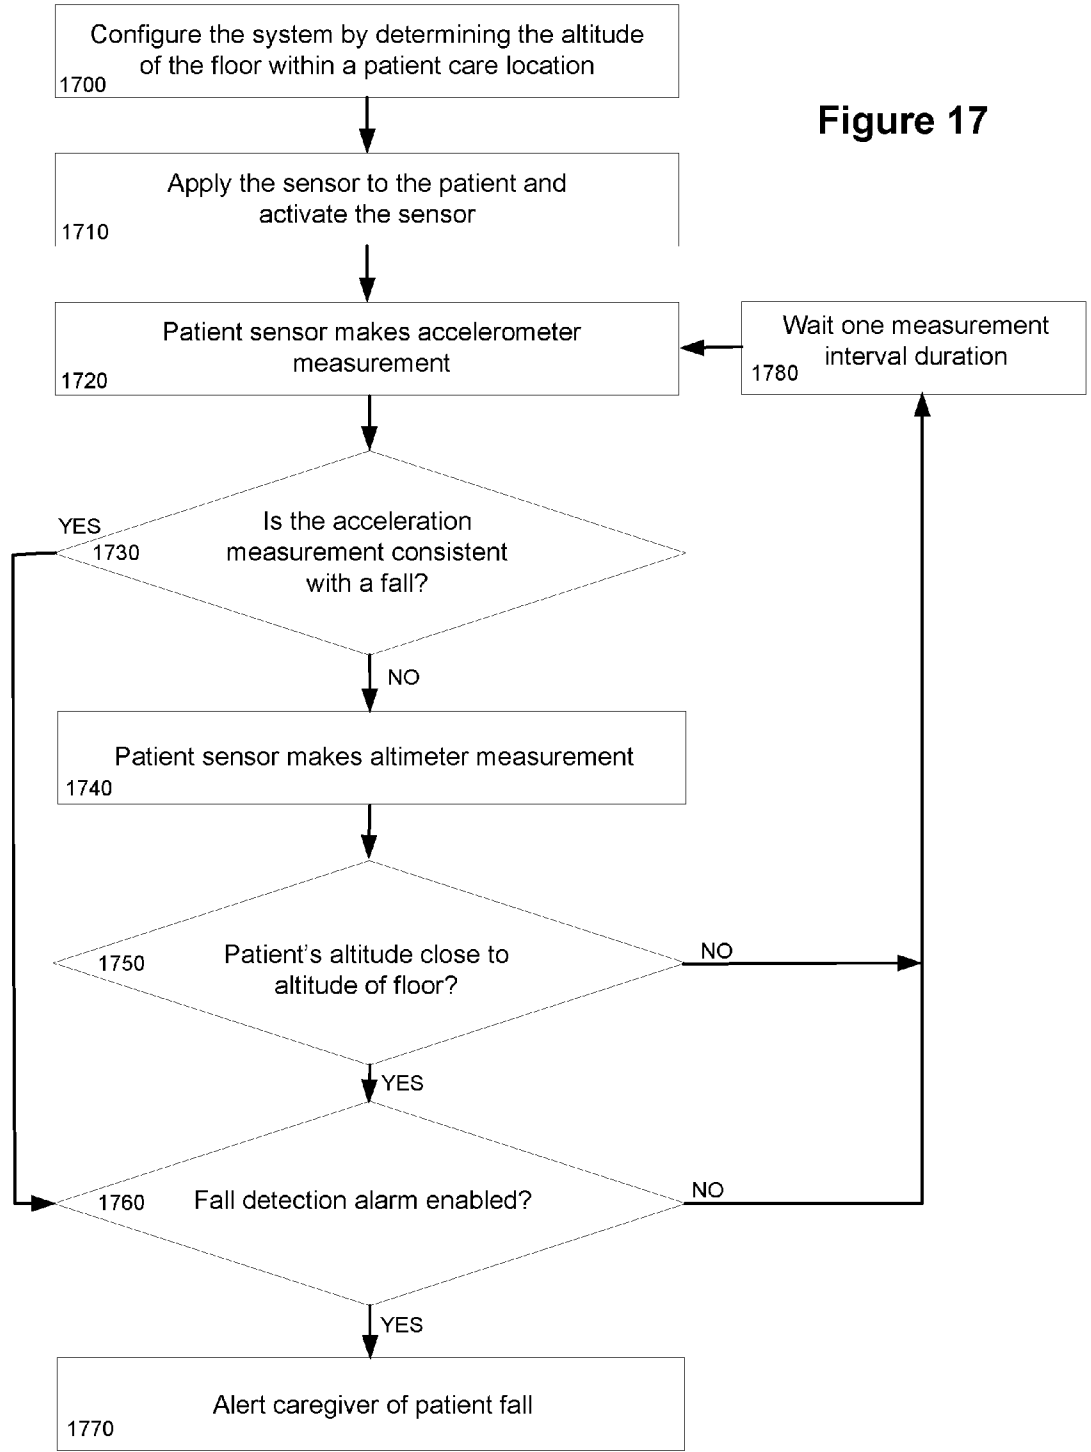 Configure the system by determining the altitude
of the floor within a patient care location
1700
Figure 17
Apply the sensor to the patient and
activate the sensor
1710
Patient sensor makes accelerometer
measurement
1720
Wait one measurement
interval duration
1780
YES
Is the acceleration
measurement consistent
with a fall?
1730
NO
Patient sensor makes altimeter measurement
1740
Patient's altitude close to
altitude of floor?
1750
NO
YES
Fall detection alarm enabled?
1760
NO
YES
Alert caregiver of patient fall
1770